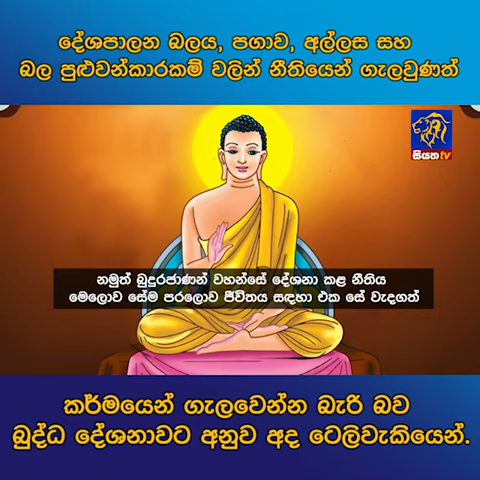 දේශපාලන බලය, පගාව, අල්ලස සහ
බල පුළුවන්කාරකම් වලින් නීතියෙන් ගැලවුණත්
සියත tv
නමුත් බුදුරජාණන් වහන්සේ දේශනා කළ නීතිය
මෙලොව සේම පරලොව ජීවිතය සඳහා එක සේ වැදගත්
කර්මයෙන් ගැලවෙන්න බැරි බව
බුද්ධ දේශනාවට අනුව අද ටෙලිවැකියෙන්.